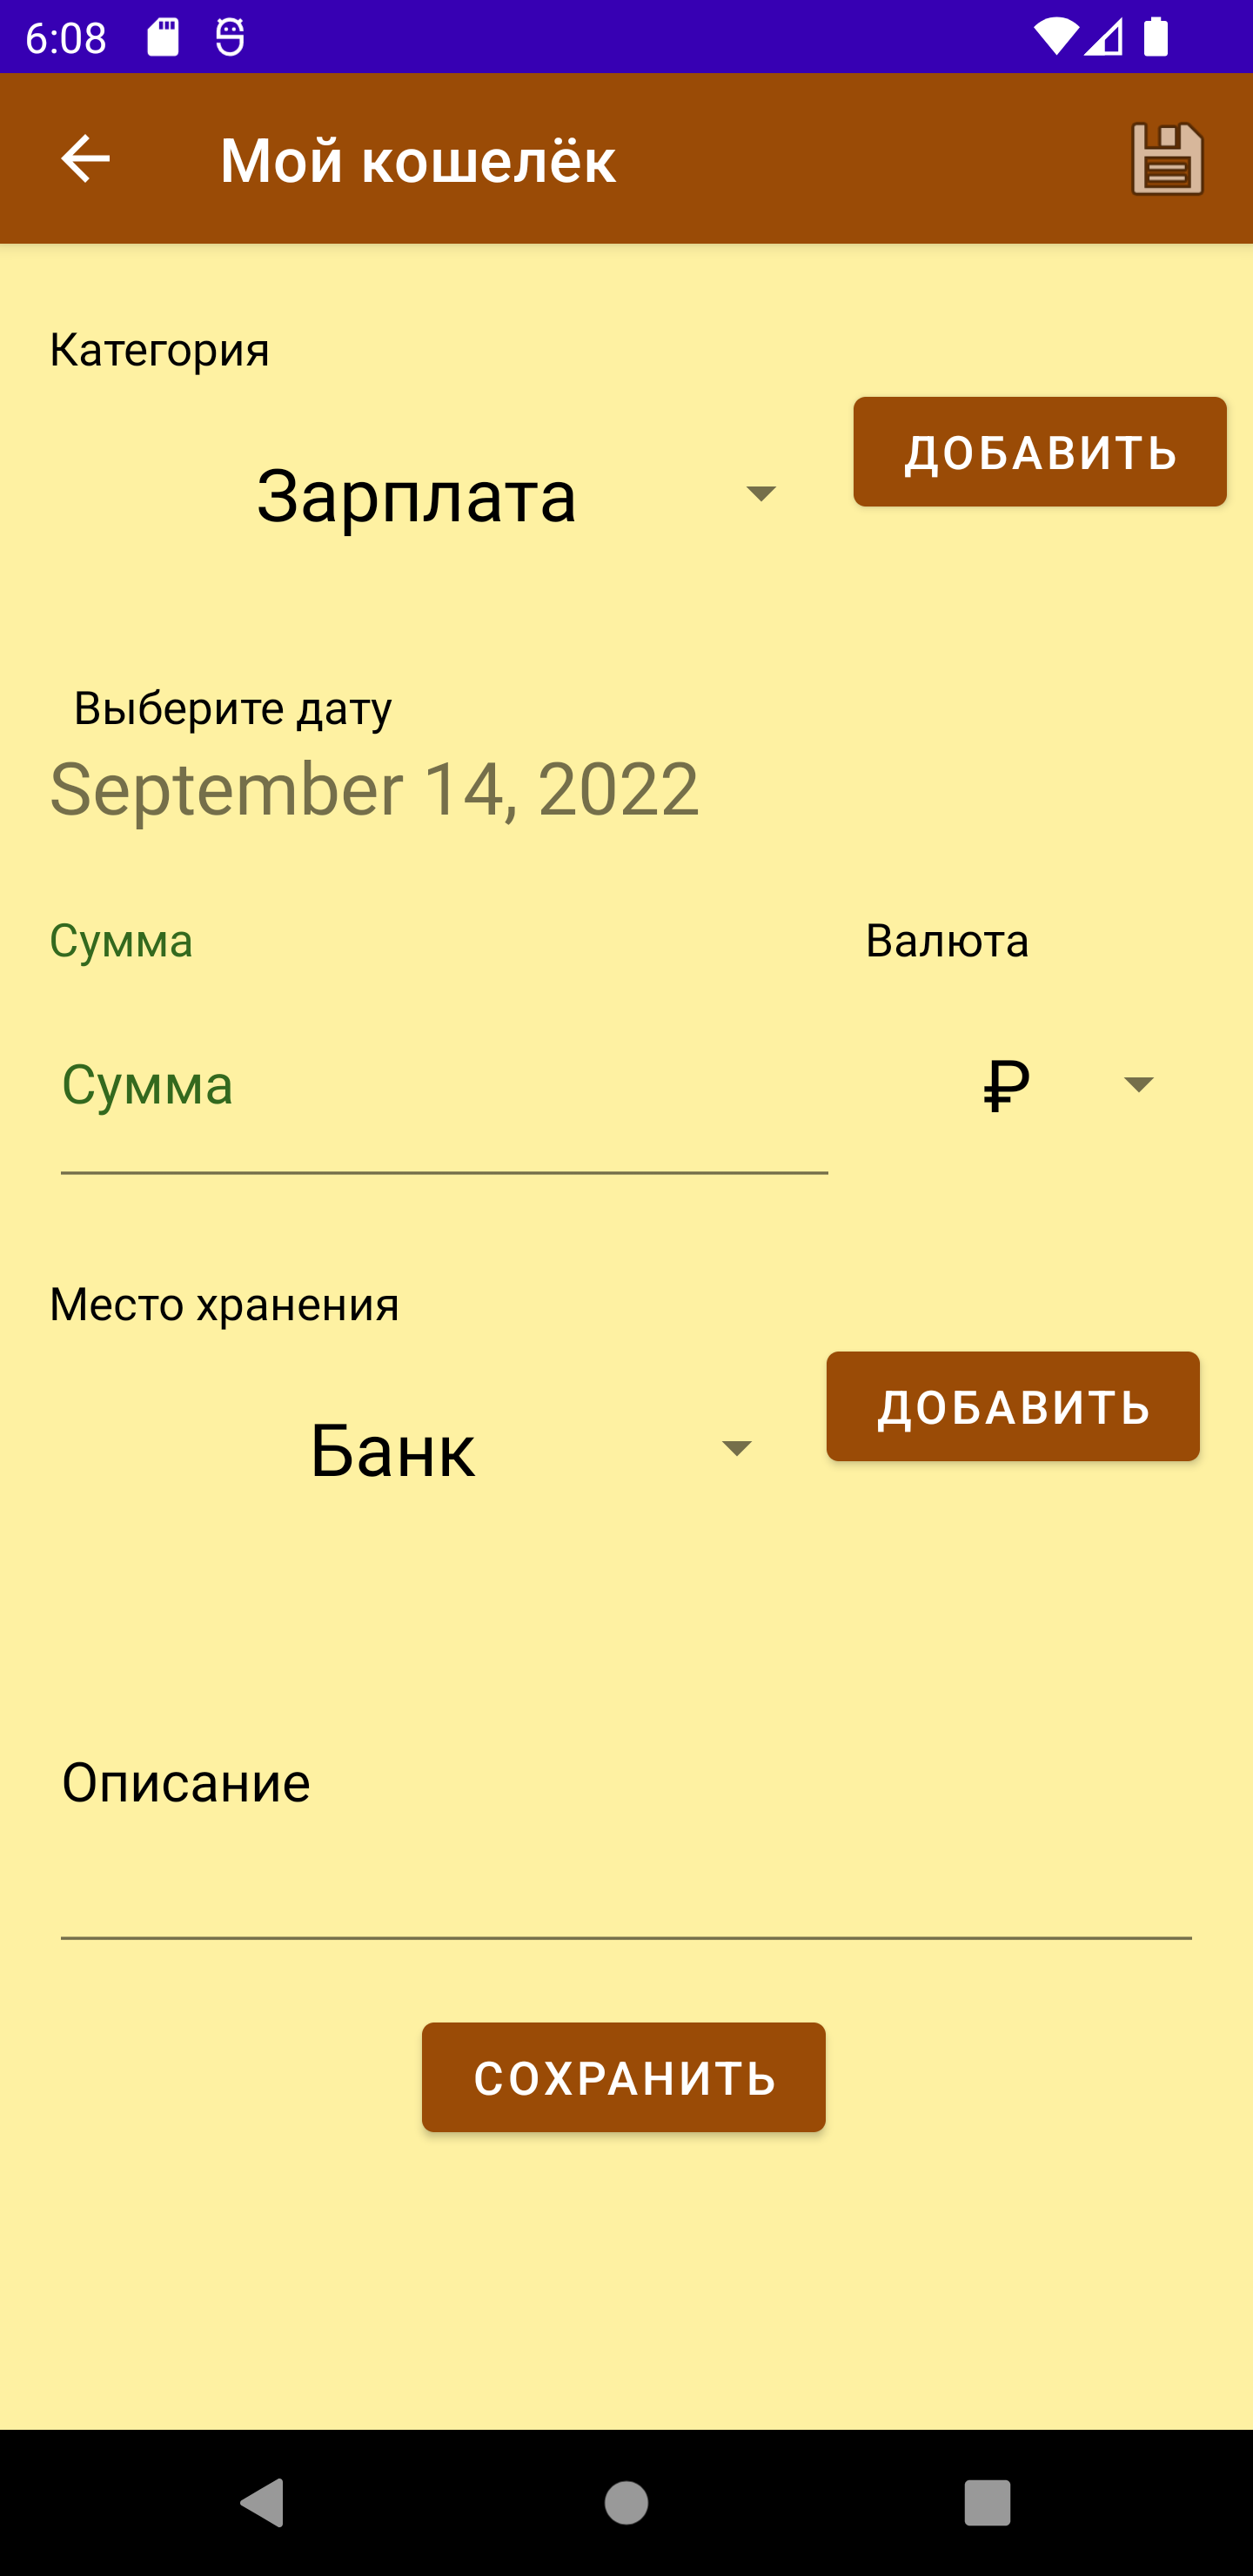 6:08
Мой кошелёк
Категория
Зарплата
ДОБАВИТЬ
Выберите дату
September 14, 2022
Сумма
Валюта
Сумма
₽
Место хранения
Банк
ДОБАВИТЬ
Описание
СОХРАНИТЬ